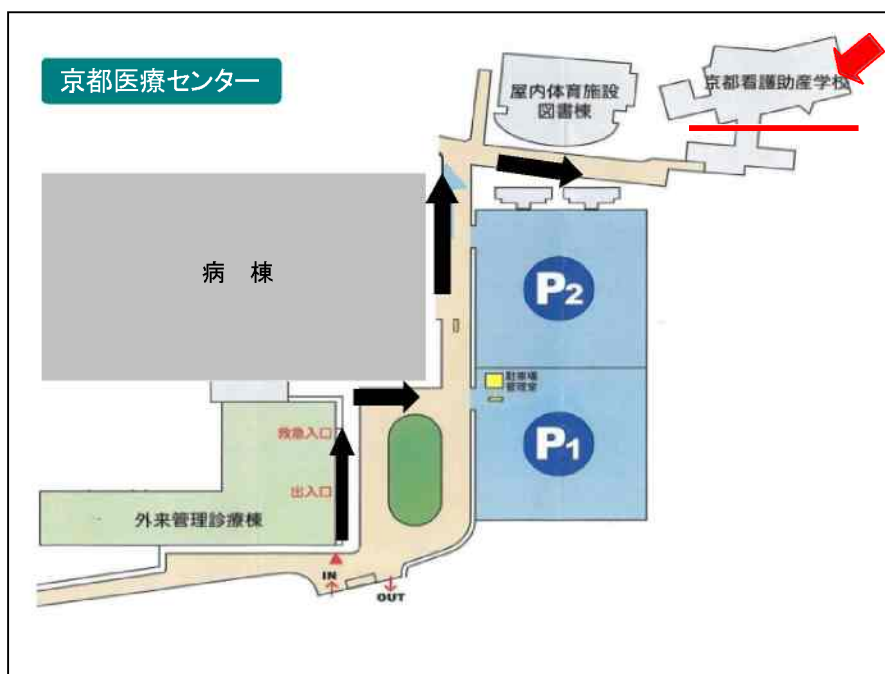 京都医療センター
屋内体育施設
図書棟
京都看護助産学校
病 棟
P2
駐車場
管理室
P1
救急入口
出入口
外来管理診療棟
IN
OUT